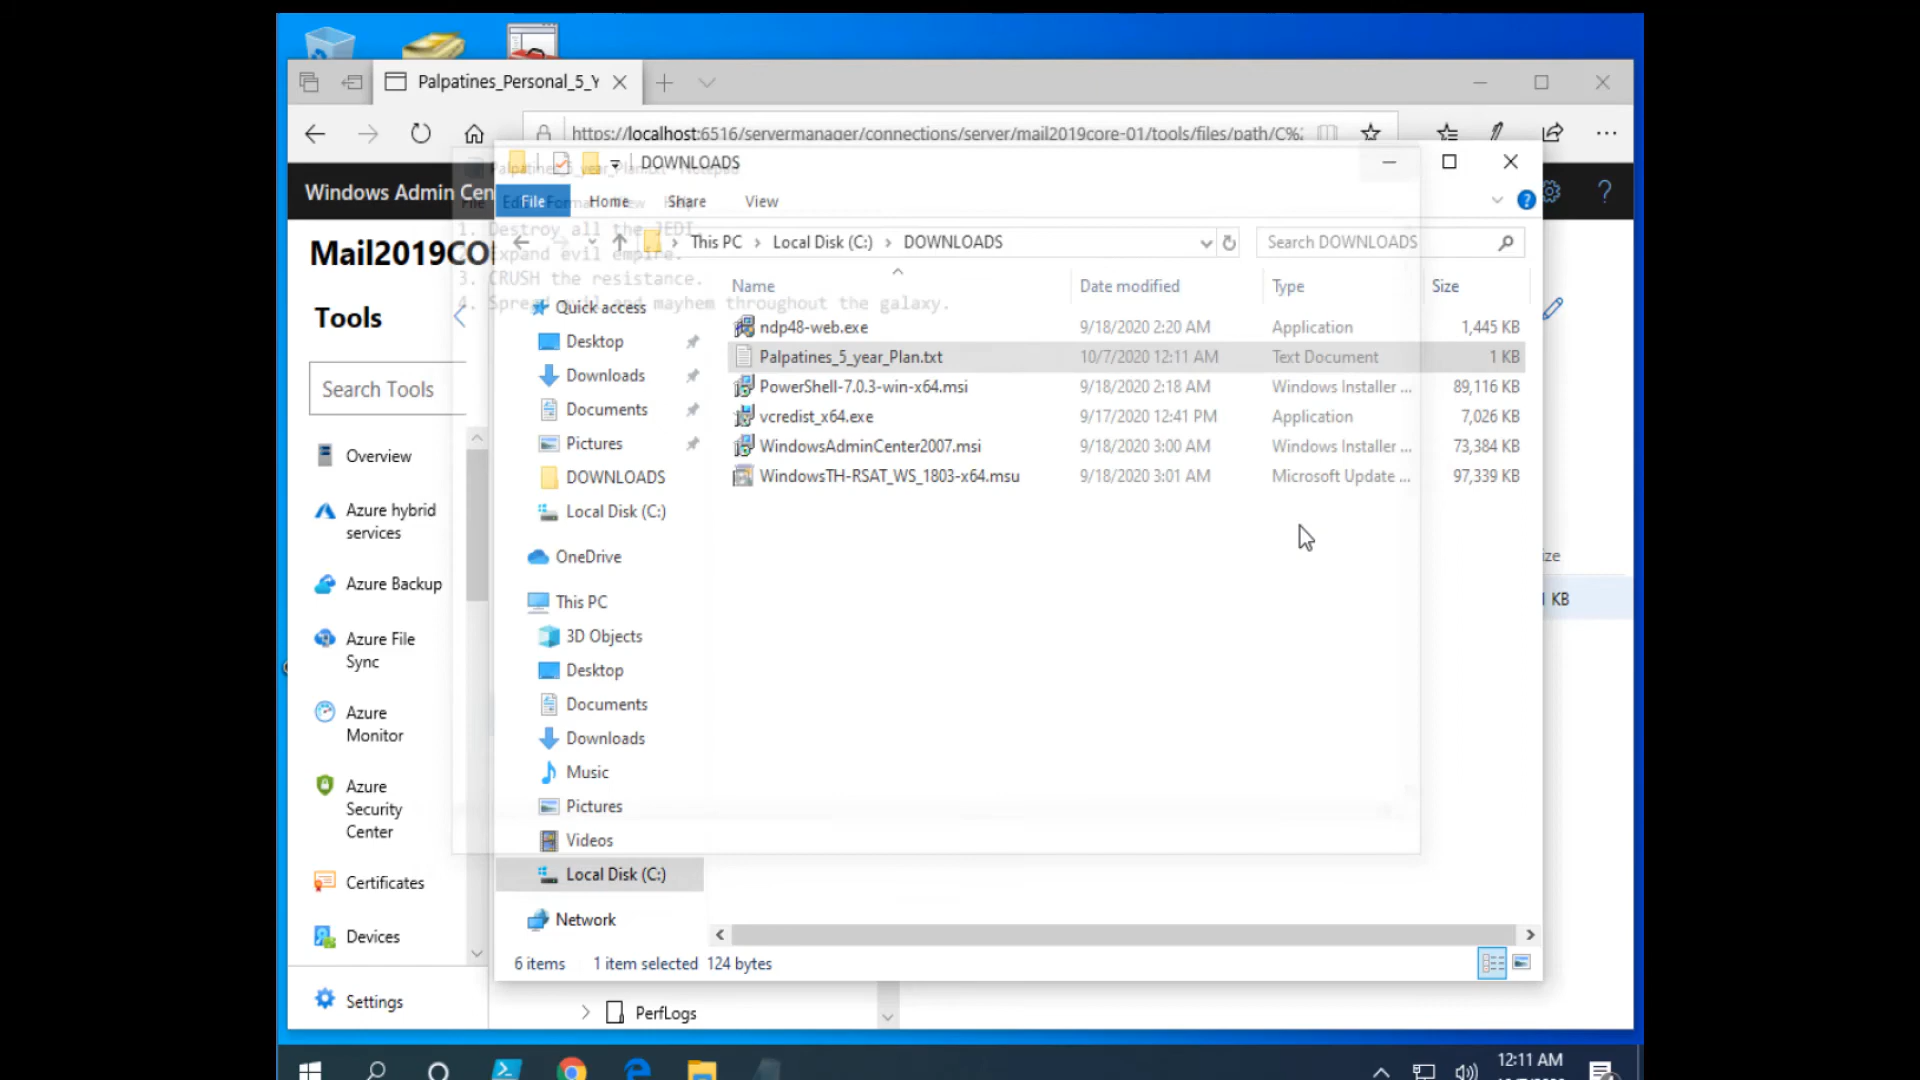 Palpatines_Personal_5_Y
https://localhost:6516/servermanager/connections/server/mail2019core-01/tools/files/path/C%
Windows Admin Cen
Palpatines_5_year_Plan.txt - Notepad
DOWNLOADS
File Home Share View
1. Destroy all the JEDI.
2. Expand evil empire.
3. CRUSH the resistance.
4. Spread evil and mayhem throughout the galaxy.
This PC > Local Disk (C:) > DOWNLOADS
Search DOWNLOADS
Mail2019CO
Tools
Search Tools
Overview
Azure hybrid
services
Azure Backup
Azure File
Sync
Azure
Monitor
Azure
Security
Center
Certificates
Devices
Settings
Quick access
Desktop
Downloads
Documents
Pictures
DOWNLOADS
Local Disk (C:)
OneDrive
This PC
3D Objects
Desktop
Documents
Downloads
Music
Pictures
Videos
Local Disk (C:)
Network
Name Date modified Type Size
ndp48-web.exe 9/18/2020 2:20 AM Application 1,445 KB
Palpatines_5_year_Plan.txt 10/7/2020 12:11 AM Text Document 1 KB
PowerShell-7.0.3-win-x64.msi 9/18/2020 2:18 AM Windows Installer ... 89,116 KB
vcredist_x64.exe 9/17/2020 12:41 PM Application 7,026 KB
WindowsAdminCenter2007.msi 9/18/2020 3:00 AM Windows Installer ... 73,384 KB
WindowsTH-RSAT_WS_1803-x64.msu 9/18/2020 3:01 AM Microsoft Update ... 97,339 KB
ize
1 KB
6 items 1 item selected 124 bytes
PerfLogs
12:11 AM